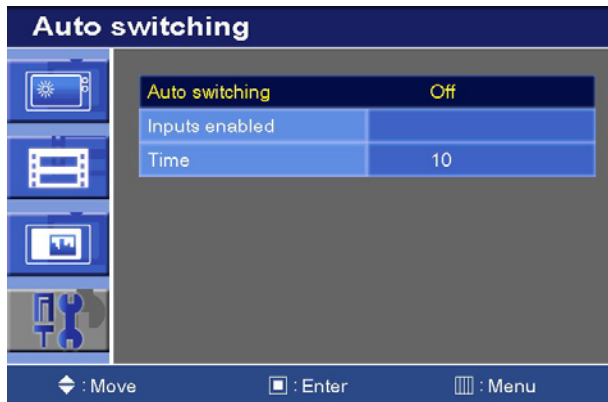 Auto switching
Auto switching Off
Inputs enabled
Time 10
: Move : Enter : Menu